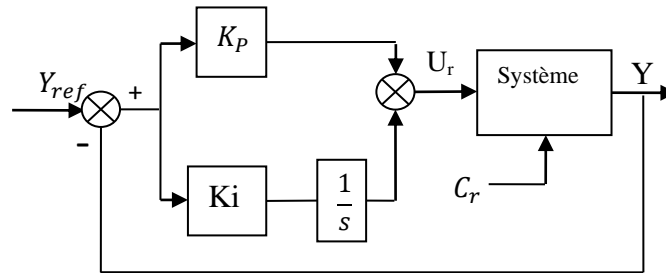 K_P
Y_ref
+
-
U_r
Système
Y
Ki
1/s
C_r